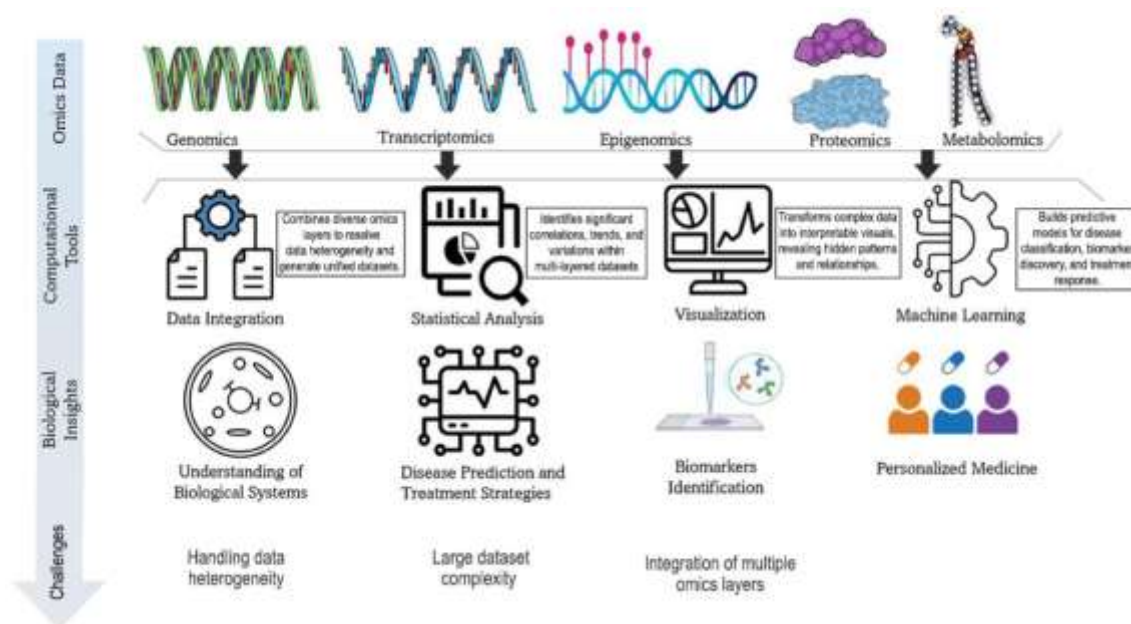 Omics Data
Genomics
Transcriptomics
Epigenomics
Proteomics
Metabolomics
Computational
Tools
Combines diverse omics
layers to resolve
data heterogeneity and
generate unified datasets.
Data Integration
Identifies significant
correlations, trends, and
variations within
multi-layered datasets
Statistical Analysis
Transforms complex data
into interpretable visuals,
revealing hidden patterns
and relationships.
Visualization
Builds predictive
models for disease
classification, biomarker
discovery, and treatment
response.
Machine Learning
Biological
Insights
Understanding of
Biological Systems
Disease Prediction and
Treatment Strategies
Biomarkers
Identification
Personalized Medicine
Challenges
Handling data
heterogeneity
Large dataset
complexity
Integration of multiple
omics layers